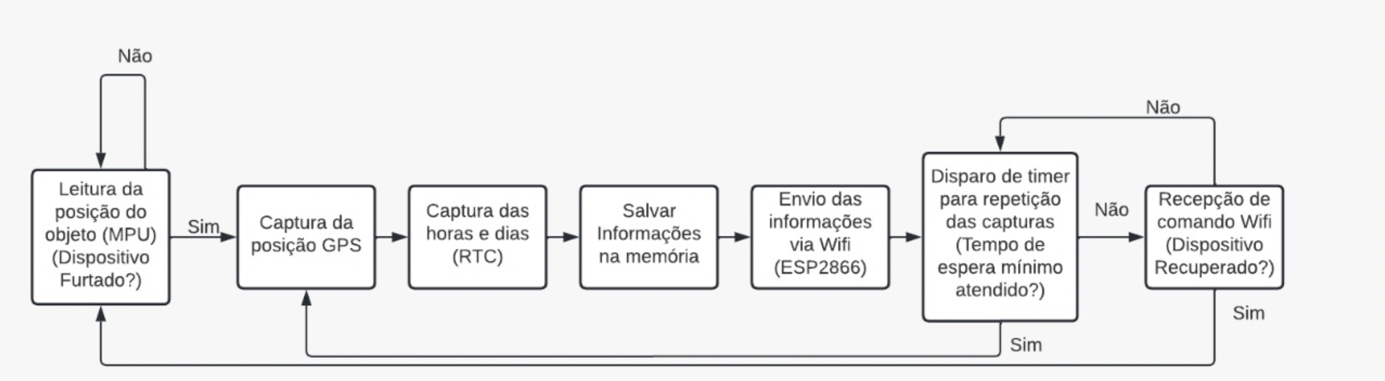 Não
Leitura da
posição do
objeto (MPU)
(Dispositivo
Furtado?)
Sim
Captura da
posição GPS
Captura das
horas e dias
(RTC)
Salvar
Informações
na memória
Envio das
informações
via Wifi
(ESP2866)
Disparo de timer
para repetição
das capturas
(Tempo de
espera mínimo
atendido?)
Sim
Não
Não
Recepção de
comando Wifi
(Dispositivo
Recuperado?)
Sim